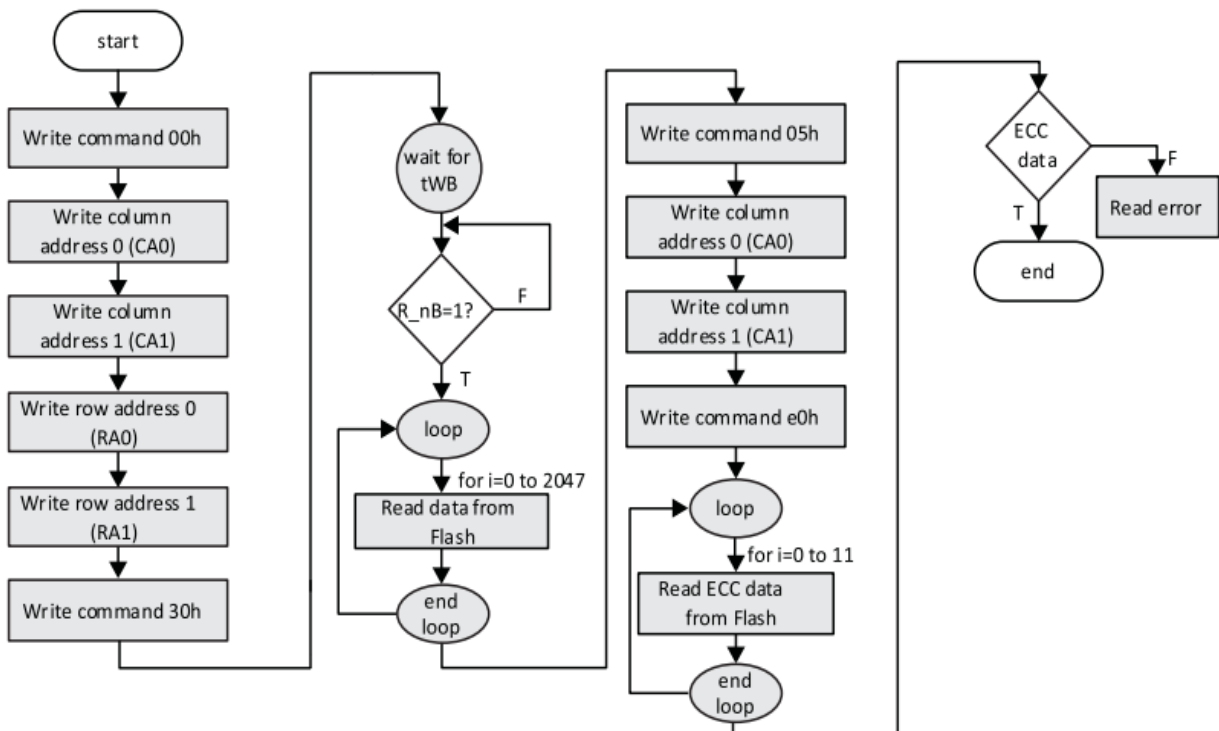 start
Write command 00h
Write column
address 0 (CA0)
Write column
address 1 (CA1)
Write row address 0
(RA0)
Write row address 1
(RA1)
Write command 30h
wait for
tWB
R_nB=1?
F
T
loop
for i=0 to 2047
Read data from
Flash
end
loop
Write command 05h
Write column
address 0 (CA0)
Write column
address 1 (CA1)
Write command e0h
loop
for i=0 to 11
Read ECC data
from Flash
end
loop
ECC
data
F
Read error
T
end